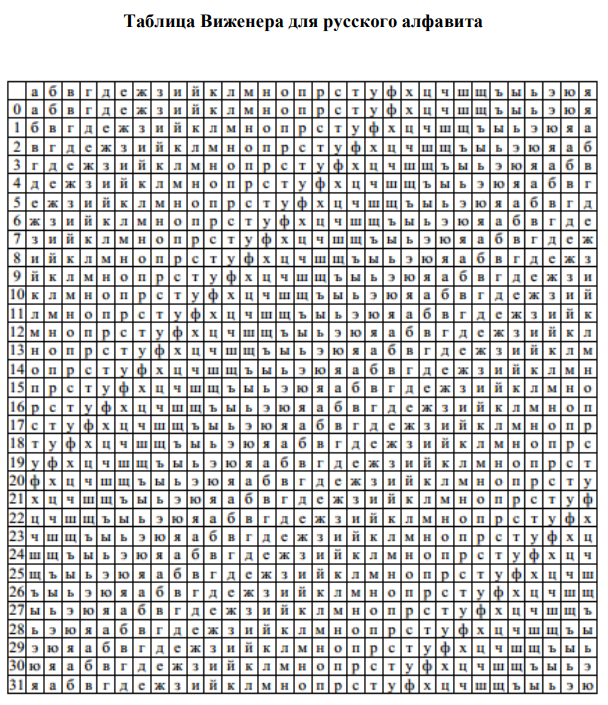 Таблица Виженера для русского алфавита
а б в г д е ж з и й к л м н о п р с т у ф х ц ч ш щ ъ ы ь э ю я
0 а б в г д е ж з и й к л м н о п р с т у ф х ц ч ш щ ъ ы ь э ю я
1 б в г д е ж з и й к л м н о п р с т у ф х ц ч ш щ ъ ы ь э ю я а
2 в г д е ж з и й к л м н о п р с т у ф х ц ч ш щ ъ ы ь э ю я а б
3 г д е ж з и й к л м н о п р с т у ф х ц ч ш щ ъ ы ь э ю я а б в
4 д е ж з и й к л м н о п р с т у ф х ц ч ш щ ъ ы ь э ю я а б в г
5 е ж з и й к л м н о п р с т у ф х ц ч ш щ ъ ы ь э ю я а б в г д
6 ж з и й к л м н о п р с т у ф х ц ч ш щ ъ ы ь э ю я а б в г д е
7 з и й к л м н о п р с т у ф х ц ч ш щ ъ ы ь э ю я а б в г д е ж
8 и й к л м н о п р с т у ф х ц ч ш щ ъ ы ь э ю я а б в г д е ж з
9 й к л м н о п р с т у ф х ц ч ш щ ъ ы ь э ю я а б в г д е ж з и
10 к л м н о п р с т у ф х ц ч ш щ ъ ы ь э ю я а б в г д е ж з и й
11 л м н о п р с т у ф х ц ч ш щ ъ ы ь э ю я а б в г д е ж з и й к
12 м н о п р с т у ф х ц ч ш щ ъ ы ь э ю я а б в г д е ж з и й к л
13 н о п р с т у ф х ц ч ш щ ъ ы ь э ю я а б в г д е ж з и й к л м
14 о п р с т у ф х ц ч ш щ ъ ы ь э ю я а б в г д е ж з и й к л м н
15 п р с т у ф х ц ч ш щ ъ ы ь э ю я а б в г д е ж з и й к л м н о
16 р с т у ф х ц ч ш щ ъ ы ь э ю я а б в г д е ж з и й к л м н о п
17 с т у ф х ц ч ш щ ъ ы ь э ю я а б в г д е ж з и й к л м н о п р
18 т у ф х ц ч ш щ ъ ы ь э ю я а б в г д е ж з и й к л м н о п р с
19 у ф х ц ч ш щ ъ ы ь э ю я а б в г д е ж з и й к л м н о п р с т
20 ф х ц ч ш щ ъ ы ь э ю я а б в г д е ж з и й к л м н о п р с т у
21 х ц ч ш щ ъ ы ь э ю я а б в г д е ж з и й к л м н о п р с т у ф
22 ц ч ш щ ъ ы ь э ю я а б в г д е ж з и й к л м н о п р с т у ф х
23 ч ш щ ъ ы ь э ю я а б в г д е ж з и й к л м н о п р с т у ф х ц
24 ш щ ъ ы ь э ю я а б в г д е ж з и й к л м н о п р с т у ф х ц ч
25 щ ъ ы ь э ю я а б в г д е ж з и й к л м н о п р с т у ф х ц ч ш
26 ъ ы ь э ю я а б в г д е ж з и й к л м н о п р с т у ф х ц ч ш щ
27 ы ь э ю я а б в г д е ж з и й к л м н о п р с т у ф х ц ч ш щ ъ
28 ь э ю я а б в г д е ж з и й к л м н о п р с т у ф х ц ч ш щ ъ ы
29 э ю я а б в г д е ж з и й к л м н о п р с т у ф х ц ч ш щ ъ ы ь
30 ю я а б в г д е ж з и й к л м н о п р с т у ф х ц ч ш щ ъ ы ь э
31 я а б в г д е ж з и й к л м н о п р с т у ф х ц ч ш щ ъ ы ь э ю